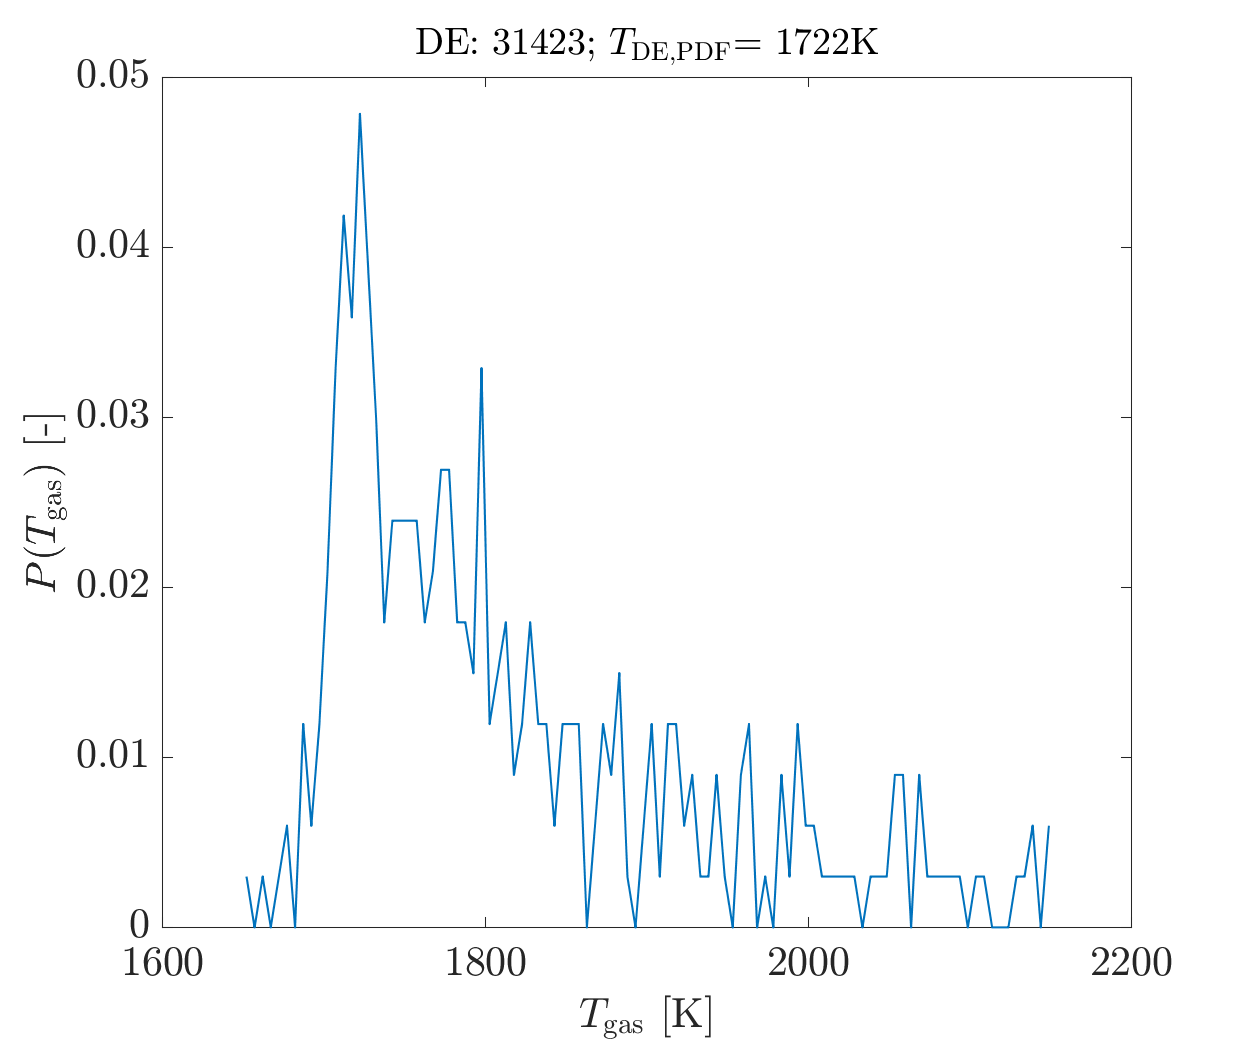 DE: 31423; T_DE,PDF= 1722K
0.05
0.04
0.03
0.02
0.01
0
P(T_gas) [-]
1600 1800 2000 2200
T_gas [K]